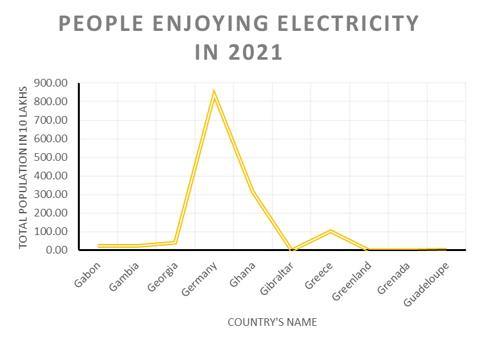 PEOPLE ENJOYING ELECTRICITY
IN 2021
TOTAL POPULATION IN 10 LAKHS
900.00
800.00
700.00
600.00
500.00
400.00
300.00
200.00
100.00
0.00
Gabon
Gambia
Georgia
Germany
Ghana
Gibraltar
Greece
Greenland
Grenada
Guadeloupe
COUNTRY'S NAME